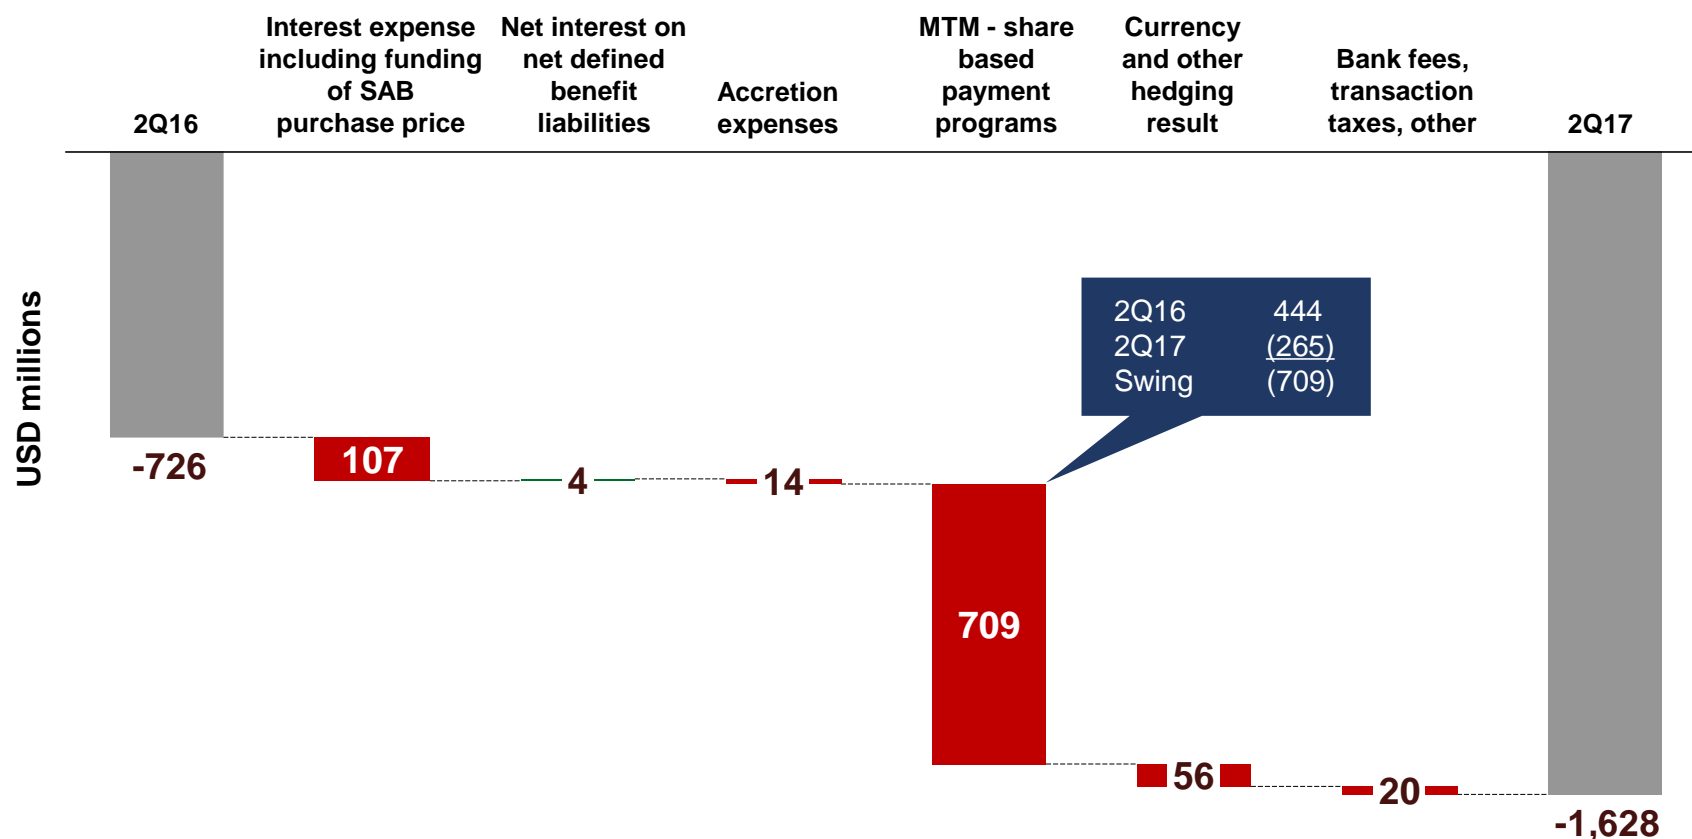 2Q16
Interest expense
including funding
of SAB
purchase price
Net interest on
net defined
benefit
liabilities
Accretion
expenses
MTM - share
based
payment
programs
Currency
and other
hedging
result
Bank fees,
transaction
taxes, other
2Q17
USD millions
2Q16 444
2Q17 (265)
Swing (709)
-726
107
4
14
709
56
20
-1,628